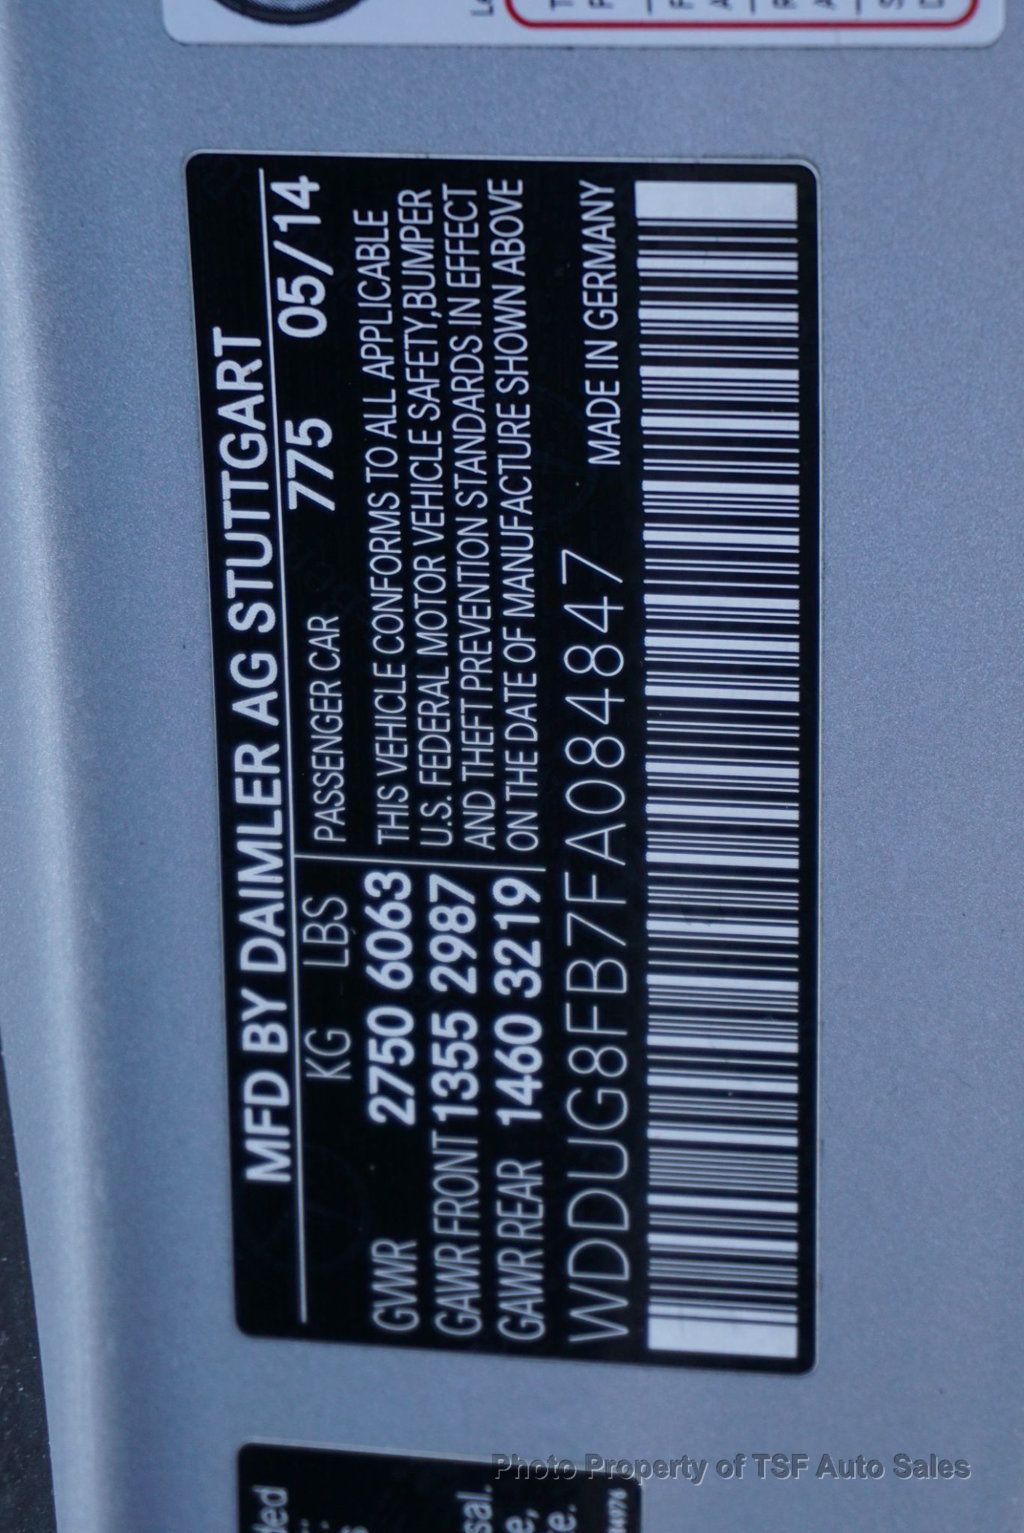 MFD BY DAIMLER AG STUTTGART
KG LBS PASSENGER CAR 775 05/14
GVWR 2750 6063
GAWR FRONT 1355 2987
GAWR REAR 1460 3219
THIS VEHICLE CONFORMS TO ALL APPLICABLE
U.S. FEDERAL MOTOR VEHICLE SAFETY, BUMPER
AND THEFT PREVENTION STANDARDS IN EFFECT
ON THE DATE OF MANUFACTURE SHOWN ABOVE
WDDUG8FB7FA084847 MADE IN GERMANY
Photo Property of TSF Auto Sales